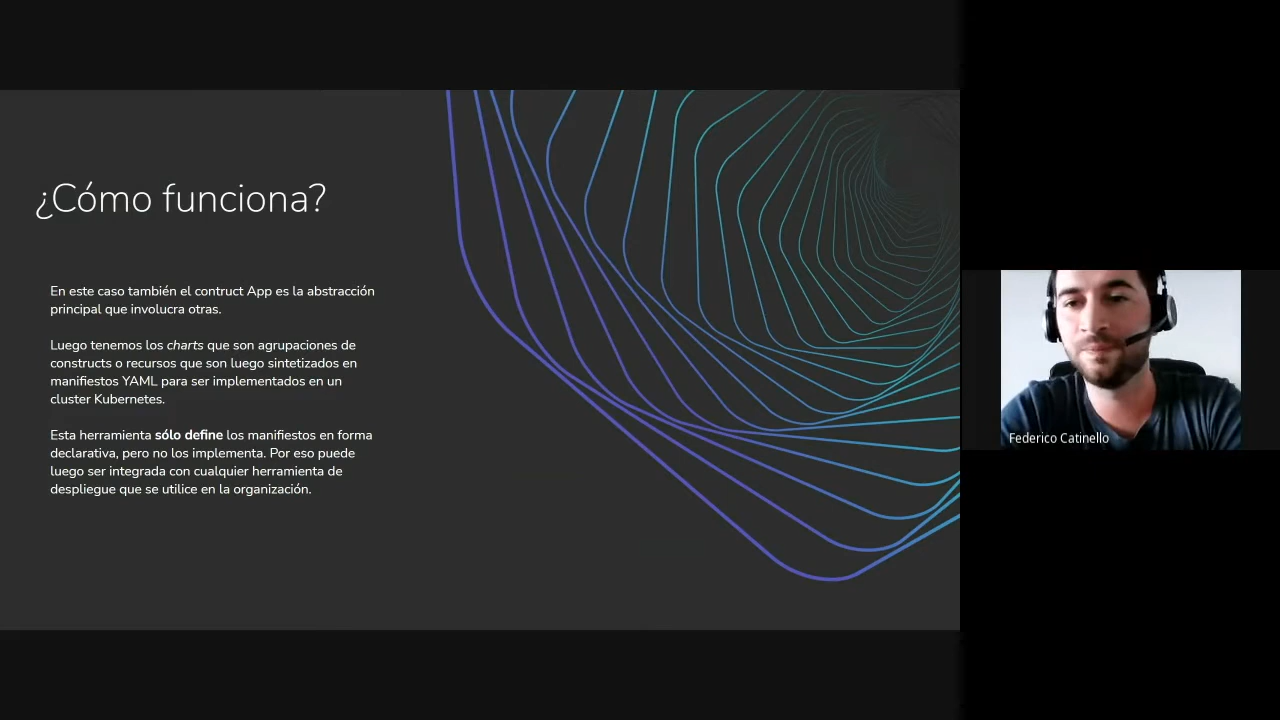 ¿Cómo funciona?
En este caso también el contruct App es la abstracción
principal que involucra otras.
Luego tenemos los charts que son agrupaciones de
constructs o recursos que son luego sintetizados en
manifiestos YAML para ser implementados en un
cluster Kubernetes.
Esta herramienta sólo define los manifiestos en forma
declarativa, pero no los implementa. Por eso puede
luego ser integrada con cualquier herramienta de
despliegue que se utilice en la organización.
Federico Catinello